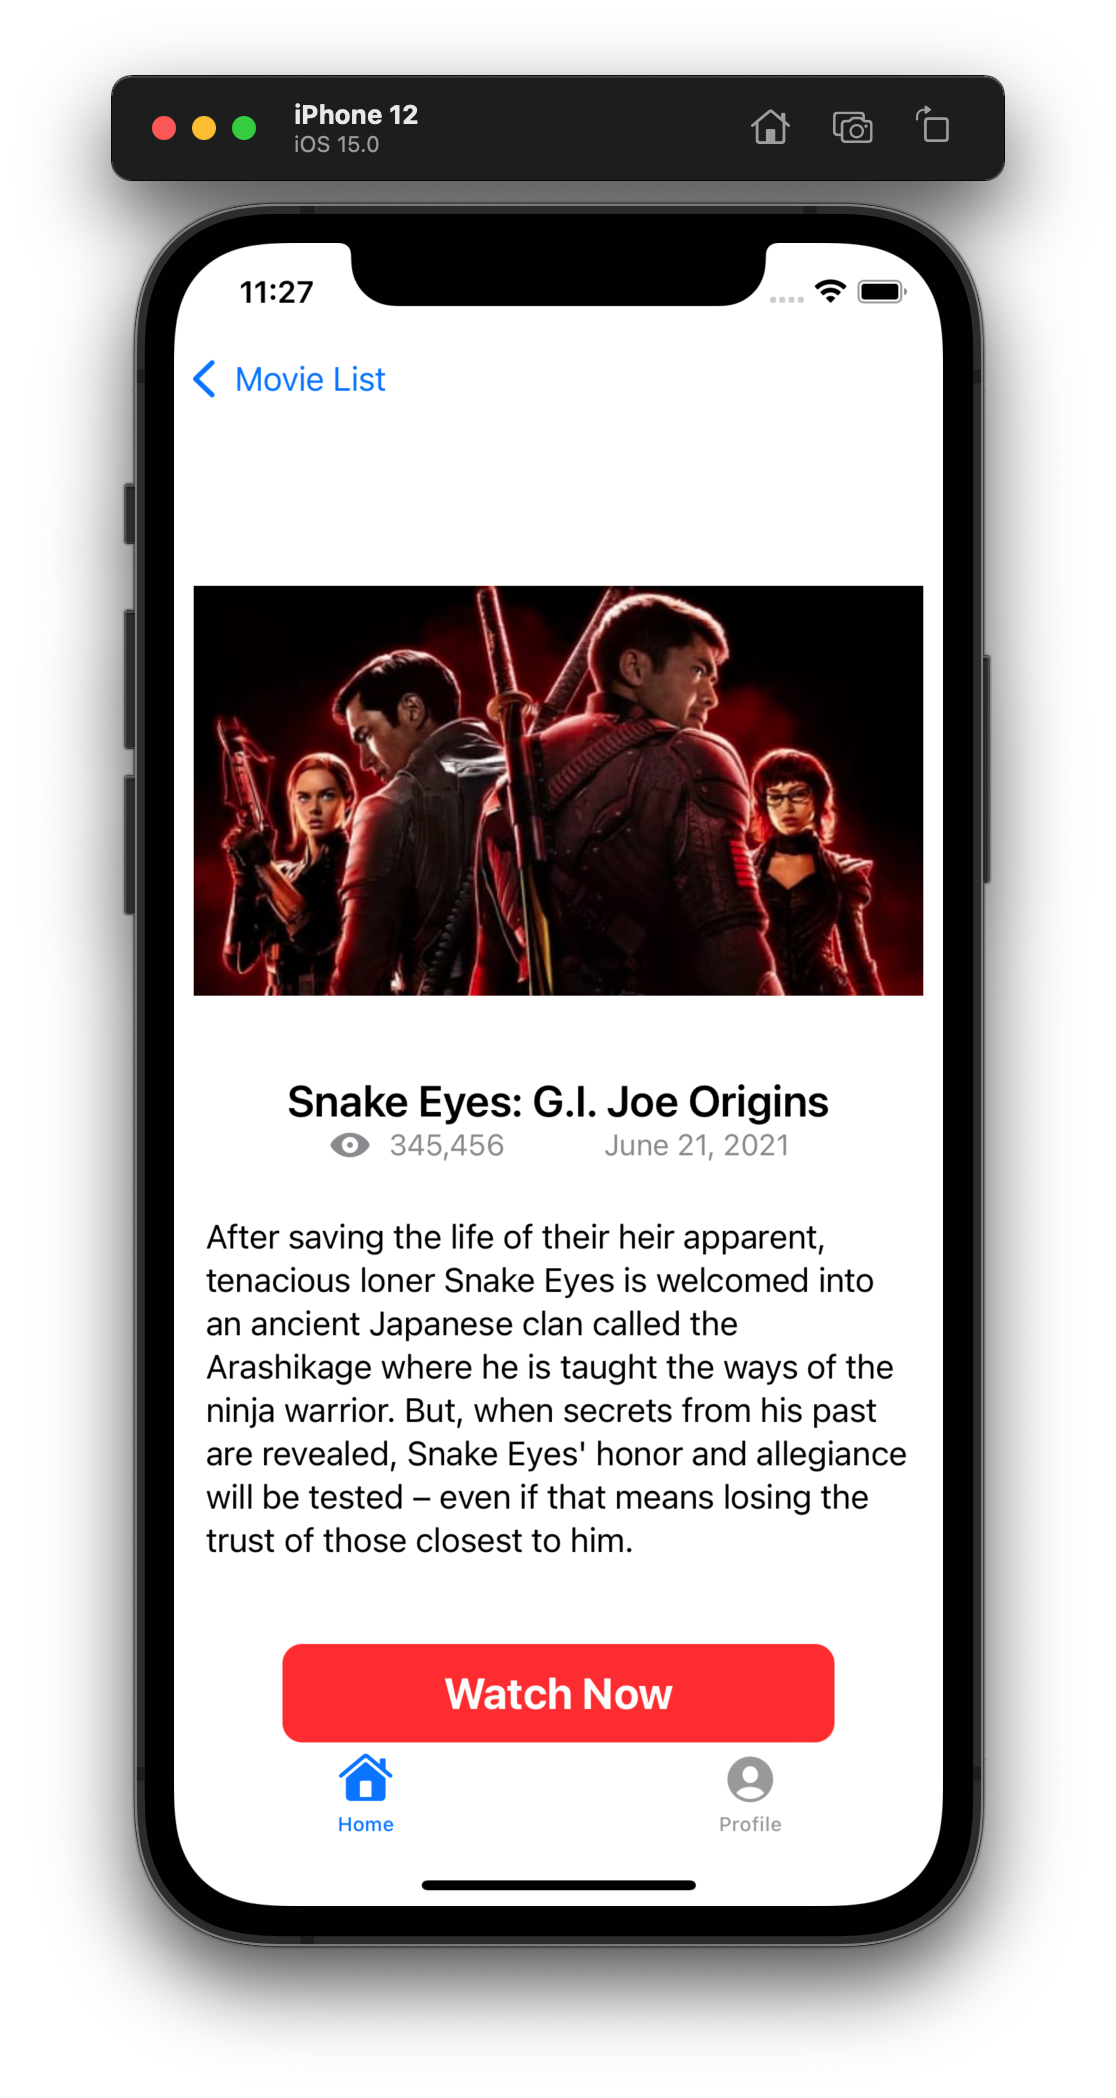 iPhone 12
iOS 15.0
11:27
Movie List
Snake Eyes: G.I. Joe Origins
345,456 June 21, 2021
After saving the life of their heir apparent,
tenacious loner Snake Eyes is welcomed into
an ancient Japanese clan called the
Arashikage where he is taught the ways of the
ninja warrior. But, when secrets from his past
are revealed, Snake Eyes' honor and allegiance
will be tested – even if that means losing the
trust of those closest to him.
Watch Now
Home Profile